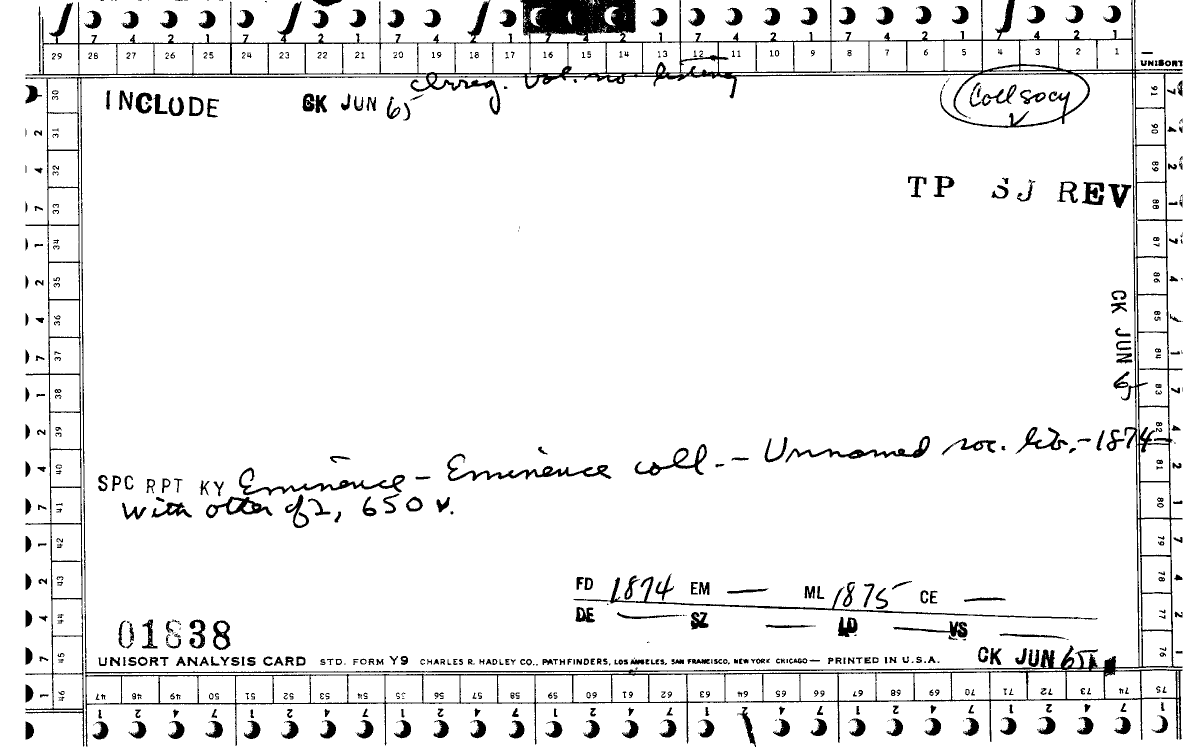 7 4 2 1 7 4 2 1 7 4 2 1 7 4 2 1 7 4 2 1 7 4 2 1 7 4 2 1
29 28 27 26 25 24 23 22 21 20 19 18 17 16 15 14 13 12 11 10 9 8 7 6 5 4 3 2 1
UNISORT
Irreg. vol. no. listing
INCLUDE CK JUN 65 Coll socy
TP SJ REV
CK JUN 65
SPC RPT KY Eminence - Eminence coll. - Unnamed soc. lib. - 1874 -
with other of 2, 650 v.
FD 1874 EM — ML 1875 CE —
DE — SZ — LD — VS —
01838
UNISORT ANALYSIS CARD STD. FORM Y9 CHARLES R. HADLEY CO., PATHFINDERS, LOS ANGELES, SAN FRANCISCO, NEW YORK CHICAGO — PRINTED IN U.S.A. CK JUN 65
30 31 32 33 34 35 36 37 38 39 40 41 42 43 44 45 46
47 48 49 50 51 52 53 54 55 56 57 58 59 60 61 62 63 64 65 66 67 68 69 70 71 72 73 74 75
91 90 89 88 87 86 85 84 83 82 81 80 79 78 77 76